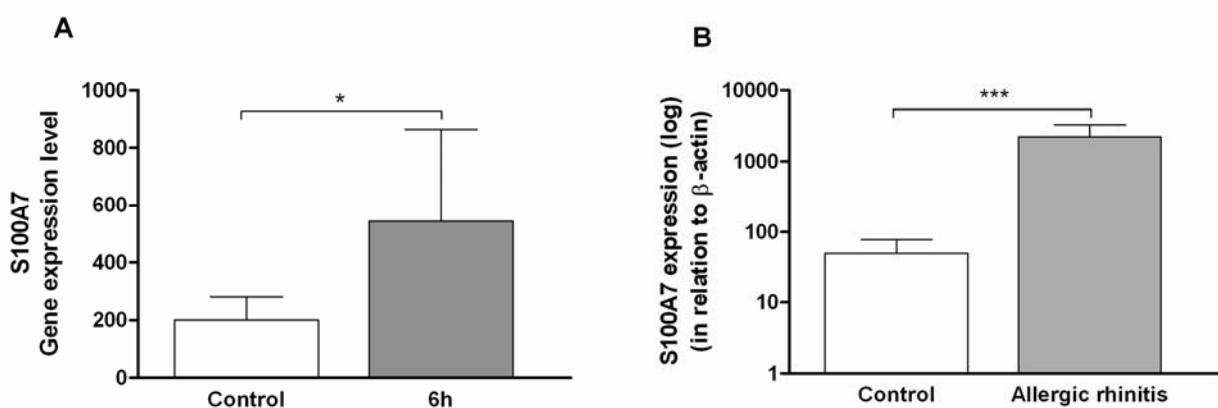 A
S100A7
Gene expression level
1000
800
600
400
200
0
*
Control
6h
B
S100A7 expression (log)
(in relation to β-actin)
10000
1000
100
10
1
***
Control
Allergic rhinitis